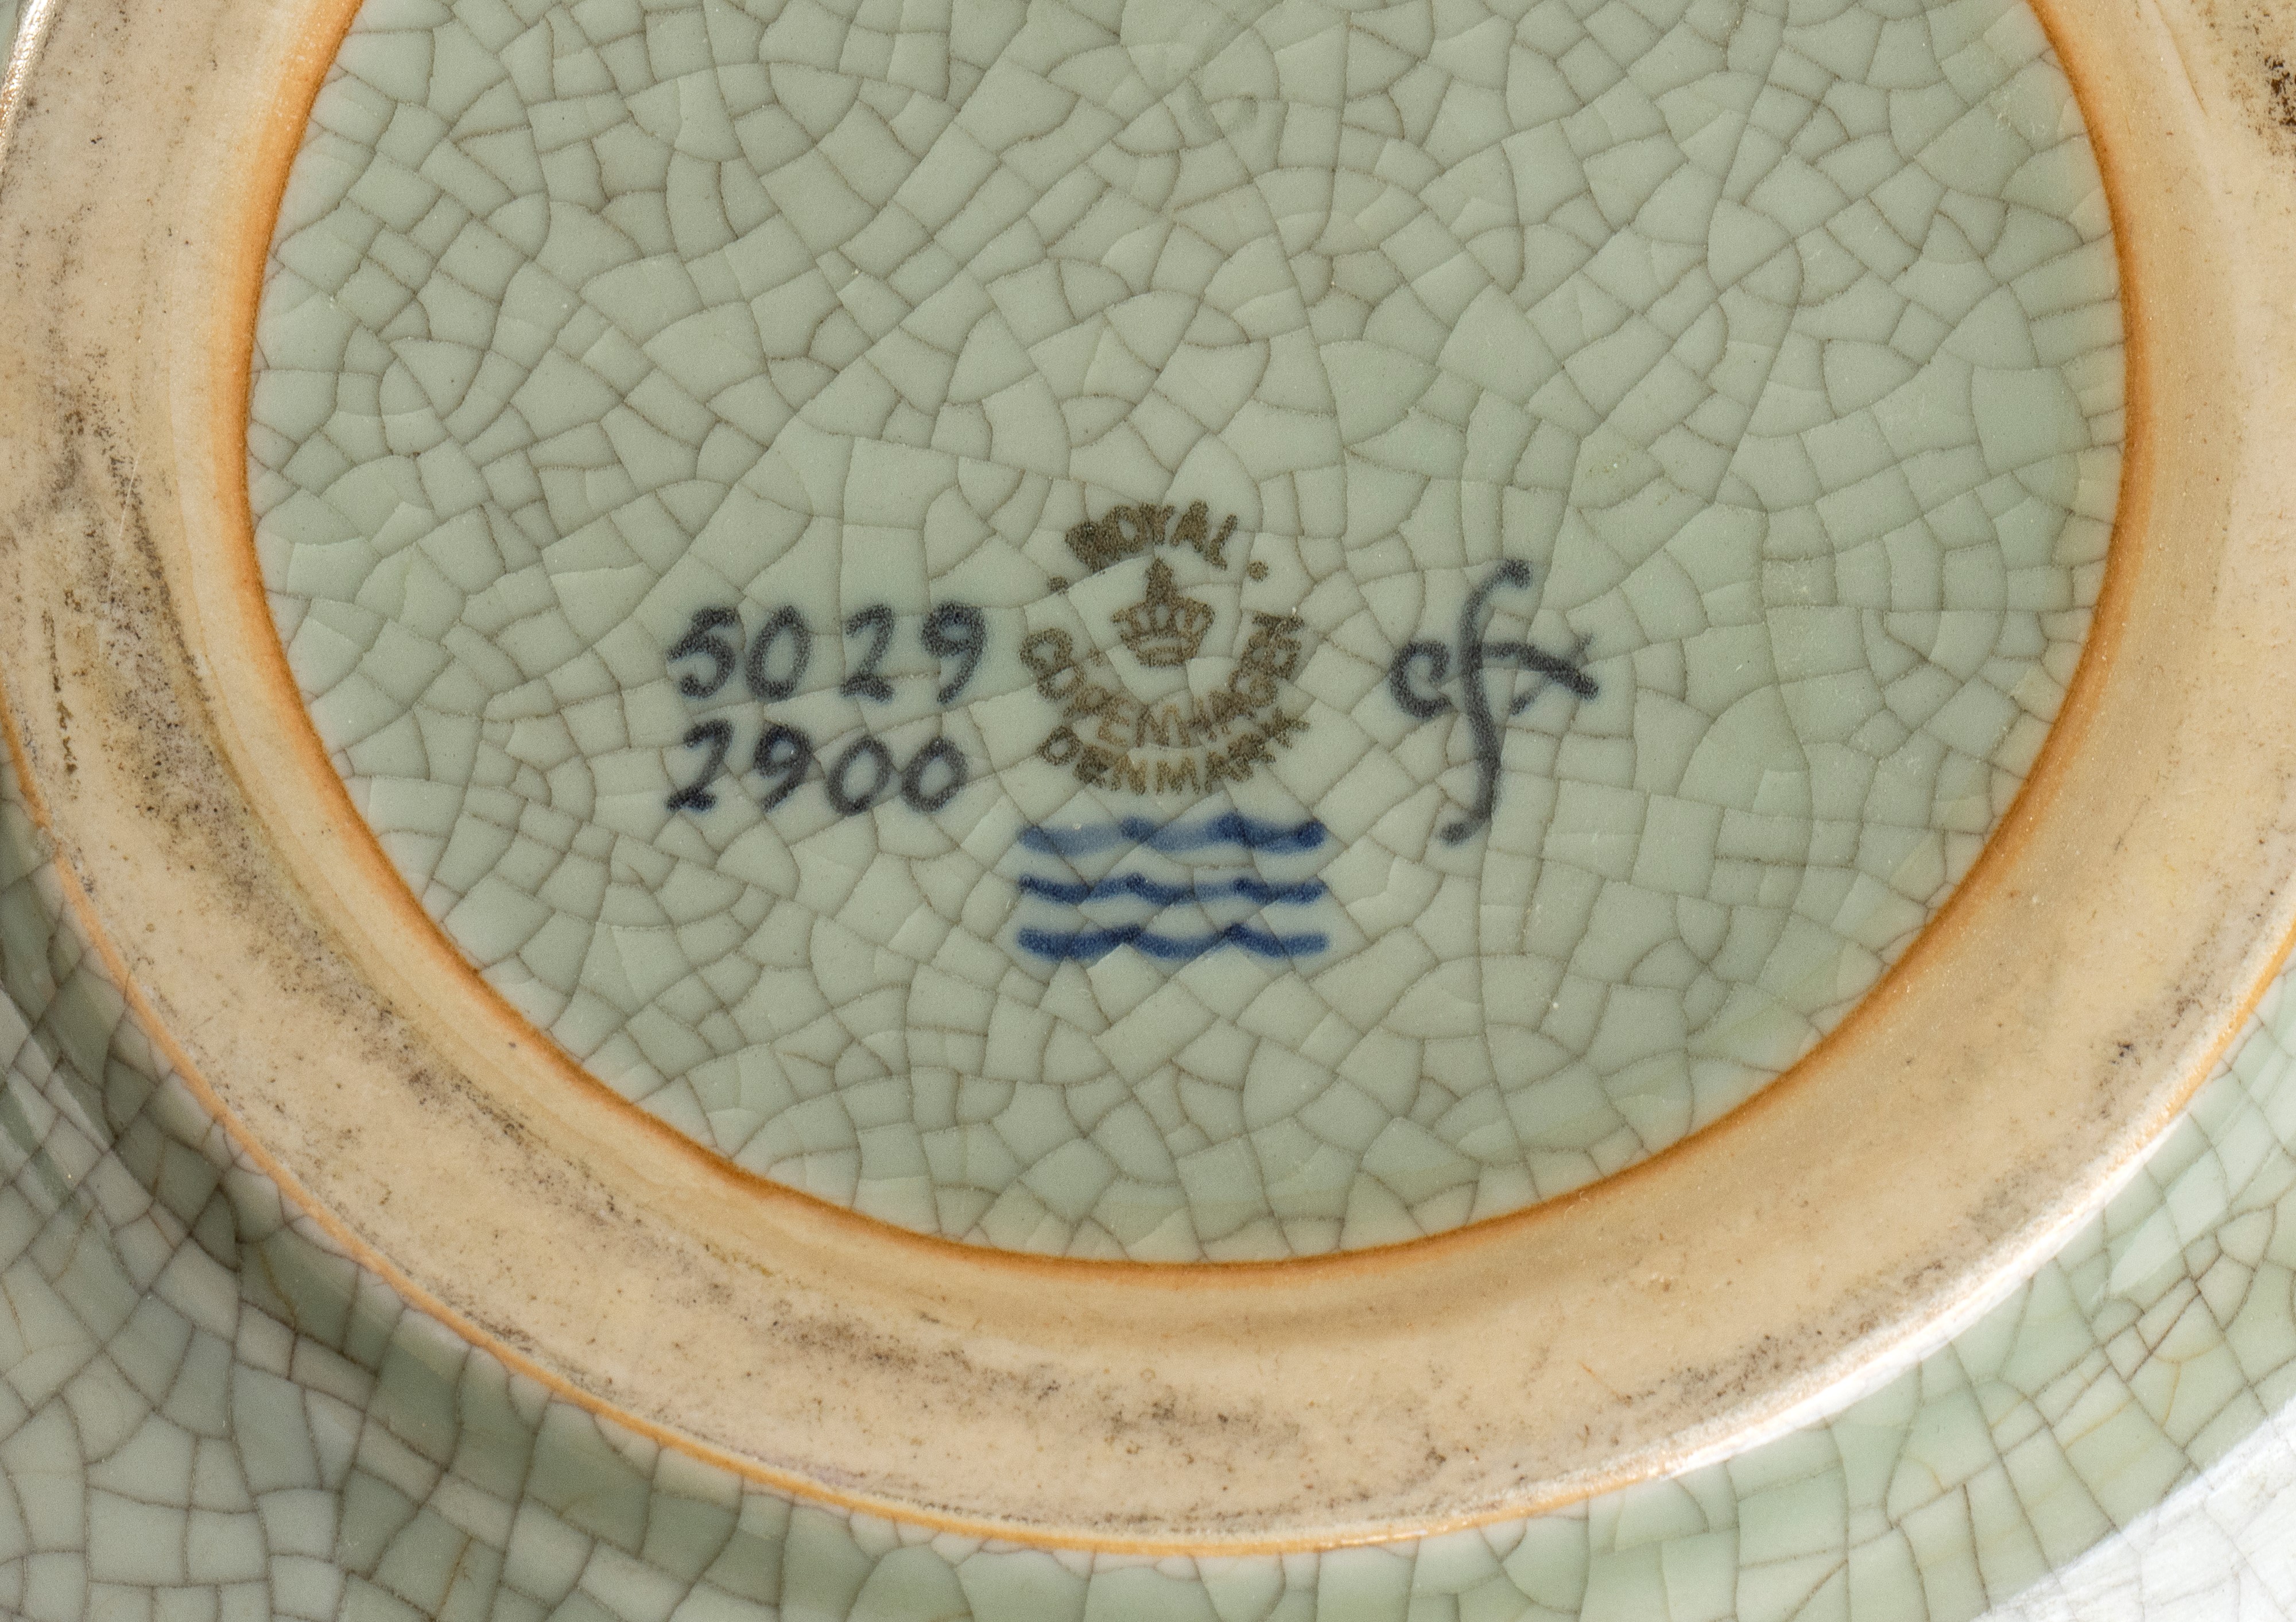 ROYAL
COPENHAGEN
DENMARK
5029
2900